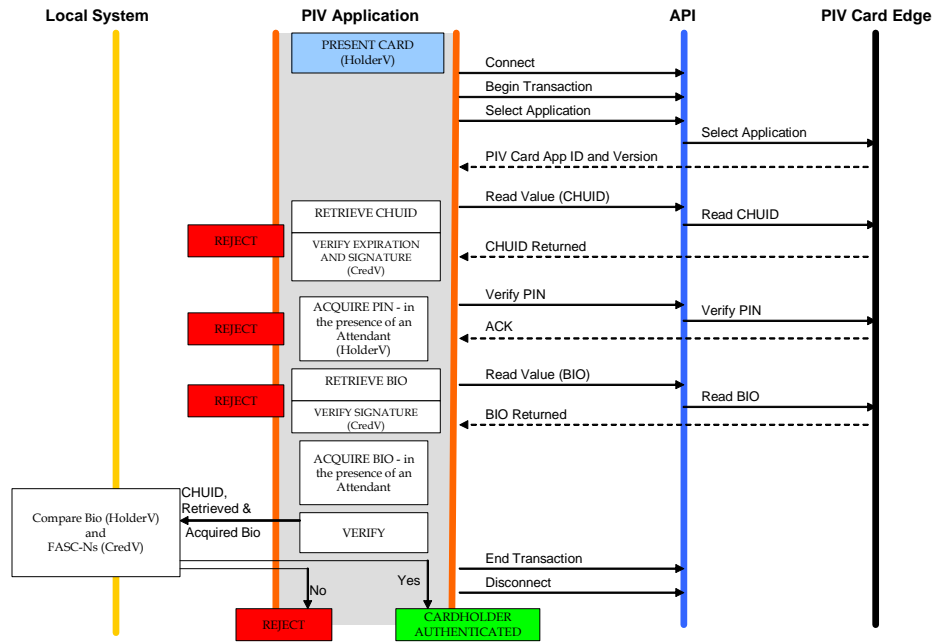 Local System
PIV Application
API
PIV Card Edge
PRESENT CARD
(HolderV)
Connect
Begin Transaction
Select Application
Select Application
PIV Card App ID and Version
Read Value (CHUID)
RETRIEVE CHUID
Read CHUID
REJECT
VERIFY EXPIRATION
AND SIGNATURE
(CredV)
CHUID Returned
Verify PIN
ACQUIRE PIN - in
the presence of an
Attendant
(HolderV)
Verify PIN
REJECT
ACK
RETRIEVE BIO
Read Value (BIO)
REJECT
Read BIO
VERIFY SIGNATURE
(CredV)
BIO Returned
ACQUIRE BIO - in
the presence of an
Attendant
CHUID,
Retrieved &
Acquired Bio
Compare Bio (HolderV)
and
FASC-Ns (CredV)
VERIFY
End Transaction
Disconnect
No
Yes
REJECT
CARDHOLDER
AUTHENTICATED